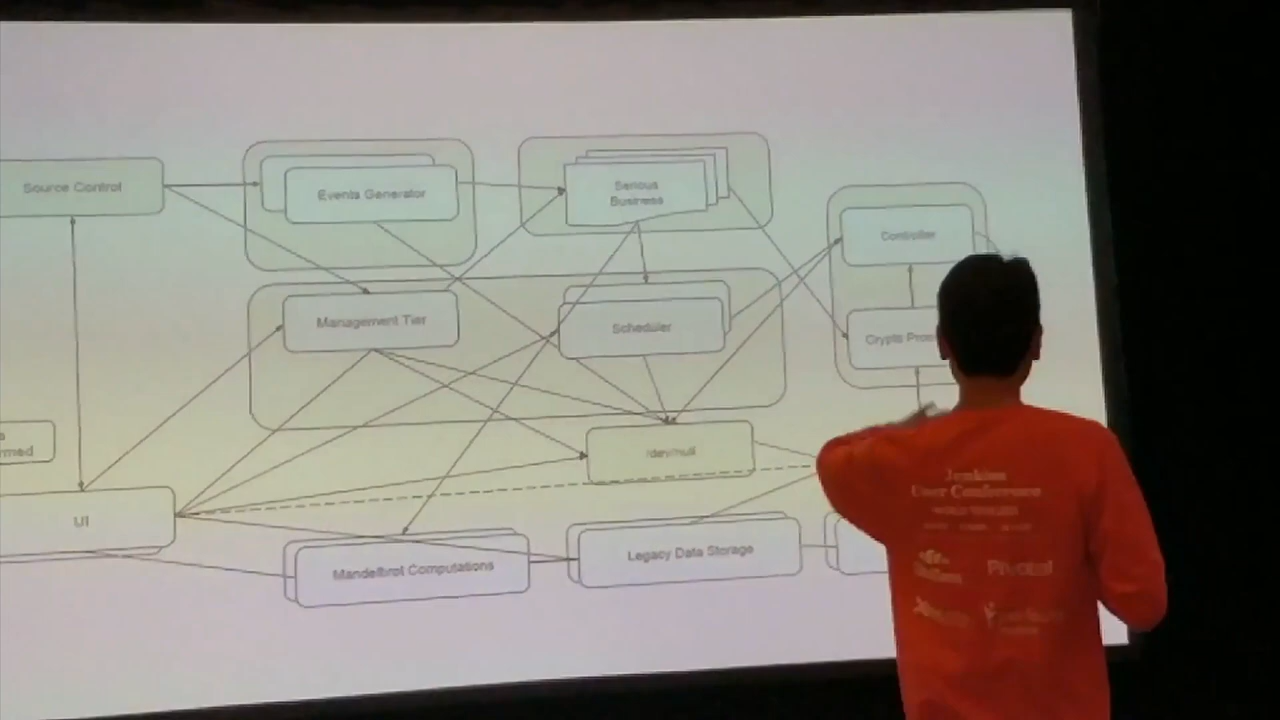 Source Control
Events Generator
Serious
Business
Controller
Management Tier
Scheduler
/dev/null
UI
Mandelbrot Computations
Legacy Data Storage
Jenkins
User Conference
Pivotal